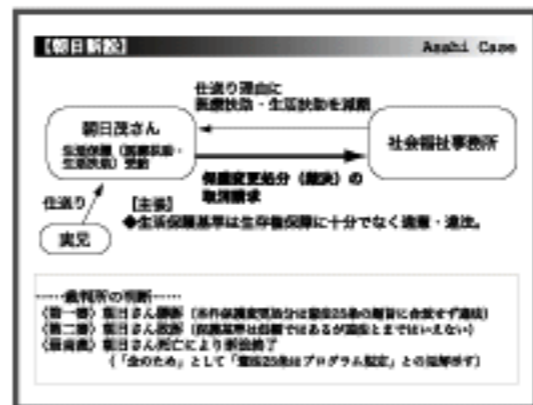 【朝日訴訟】
Asahi Case
仕送り理由に
医療扶助・生活扶助を減額
朝日茂さん
生活保護（医療扶助・
生活扶助）受給
社会福祉事務所
保護変更処分（裁決）の
取消請求
仕送り
実兄
【主張】
◆生活保護基準は生存権保障に十分でなく違憲・違法。
……裁判所の判断……
（第一審）朝日さん勝訴（本件保護変更処分は憲法25条の趣旨に合致せず違法）
（第二審）朝日さん敗訴（保護基準は低額ではあるが違法とまではいえない）
（最高裁）朝日さん死亡により訴訟終了
（「念のため」として「憲法25条はプログラム規定」との見解示す）